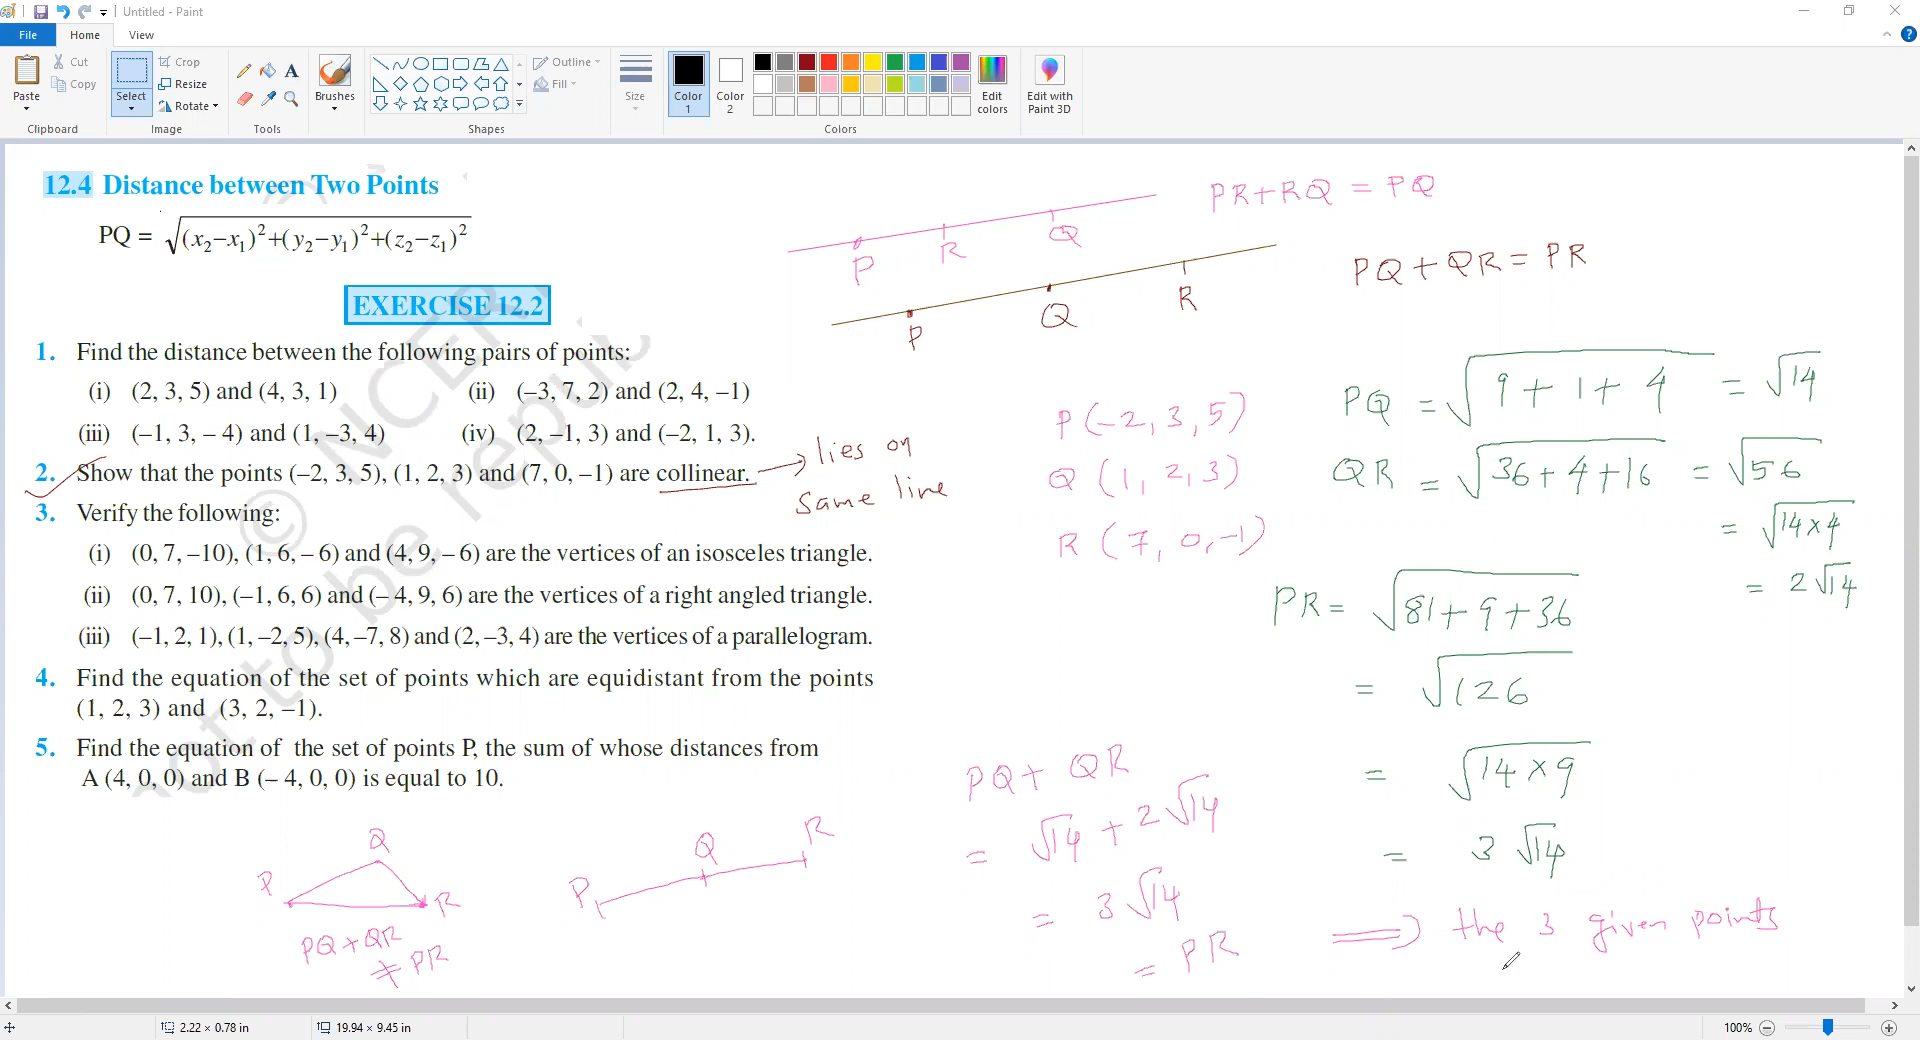 Untitled - Paint
File
Home
View
Paste
Cut
Copy
Clipboard
Select
Crop
Resize
Rotate
Image
A
Tools
Brushes
Shapes
Outline
Fill
Size
Color 1
Color 2
Edit colors
Colors
Edit with Paint 3D
12.4 Distance between Two Points
PQ = √(x₂–x₁)²+(y₂–y₁)²+(z₂–z₁)²
EXERCISE 12.2
1. Find the distance between the following pairs of points:
(i) (2, 3, 5) and (4, 3, 1) (ii) (–3, 7, 2) and (2, 4, –1)
(iii) (–1, 3, – 4) and (1, –3, 4) (iv) (2, –1, 3) and (–2, 1, 3).
2. Show that the points (–2, 3, 5), (1, 2, 3) and (7, 0, –1) are collinear.
3. Verify the following:
(i) (0, 7, –10), (1, 6, – 6) and (4, 9, – 6) are the vertices of an isosceles triangle.
(ii) (0, 7, 10), (–1, 6, 6) and (– 4, 9, 6) are the vertices of a right angled triangle.
(iii) (–1, 2, 1), (1, –2, 5), (4, –7, 8) and (2, –3, 4) are the vertices of a parallelogram.
4. Find the equation of the set of points which are equidistant from the points
(1, 2, 3) and (3, 2, –1).
5. Find the equation of the set of points P, the sum of whose distances from
A (4, 0, 0) and B (– 4, 0, 0) is equal to 10.
© NCER
not to be republ
lies on
same line
P R Q
PR+RQ = PQ
P Q R
PQ + QR = PR
P (-2, 3, 5)
Q (1, 2, 3)
R (7, 0, -1)
PQ = √9 + 1 + 4 = √14
QR = √36 + 4 + 16 = √56
= √14 × 4
= 2 √14
PR = √81 + 9 + 36
= √126
= √14 × 9
= 3 √14
PQ + QR
= √14 + 2 √14
= 3 √14
= PR
⟹ the 3 given points
P Q R
PQ + QR
≠ PR
P Q R
2.22 × 0.78 in
19.94 × 9.45 in
100%